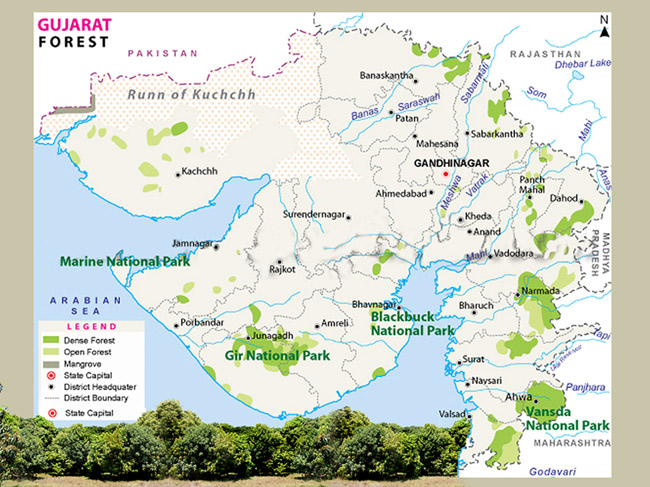 GUJARAT
FOREST
N
PAKISTAN
RAJASTHAN
Dhebar Lake
Banaskantha
Sabarmati
Runn of Kuchchh
Som
Banas
Saraswati
Patan
Mahi
Mahesana
Sabarkantha
GANDHINAGAR
Kachchh
Meshwa
Vatrak
Panch
Mahal
Anas
Ahmedabad
Dahod
Surendernagar
Kheda
Anand
Jamnagar
Mahi
Vadodara
MADHYA
PRADESH
Marine National Park
Rajkot
Narmada
ARABIAN
SEA
Bhavnagar
Bharuch
Blackbuck
National Park
LEGEND
Dense Forest
Open Forest
Mangrove
State Capital
District Headquater
District Boundary
State Capital
Porbandar
Amreli
Junagadh
Gir National Park
Tapi
Surat
Navsari
Panjhara
Ahwa
Valsad
Vansda
National Park
MAHARASHTRA
Godavari